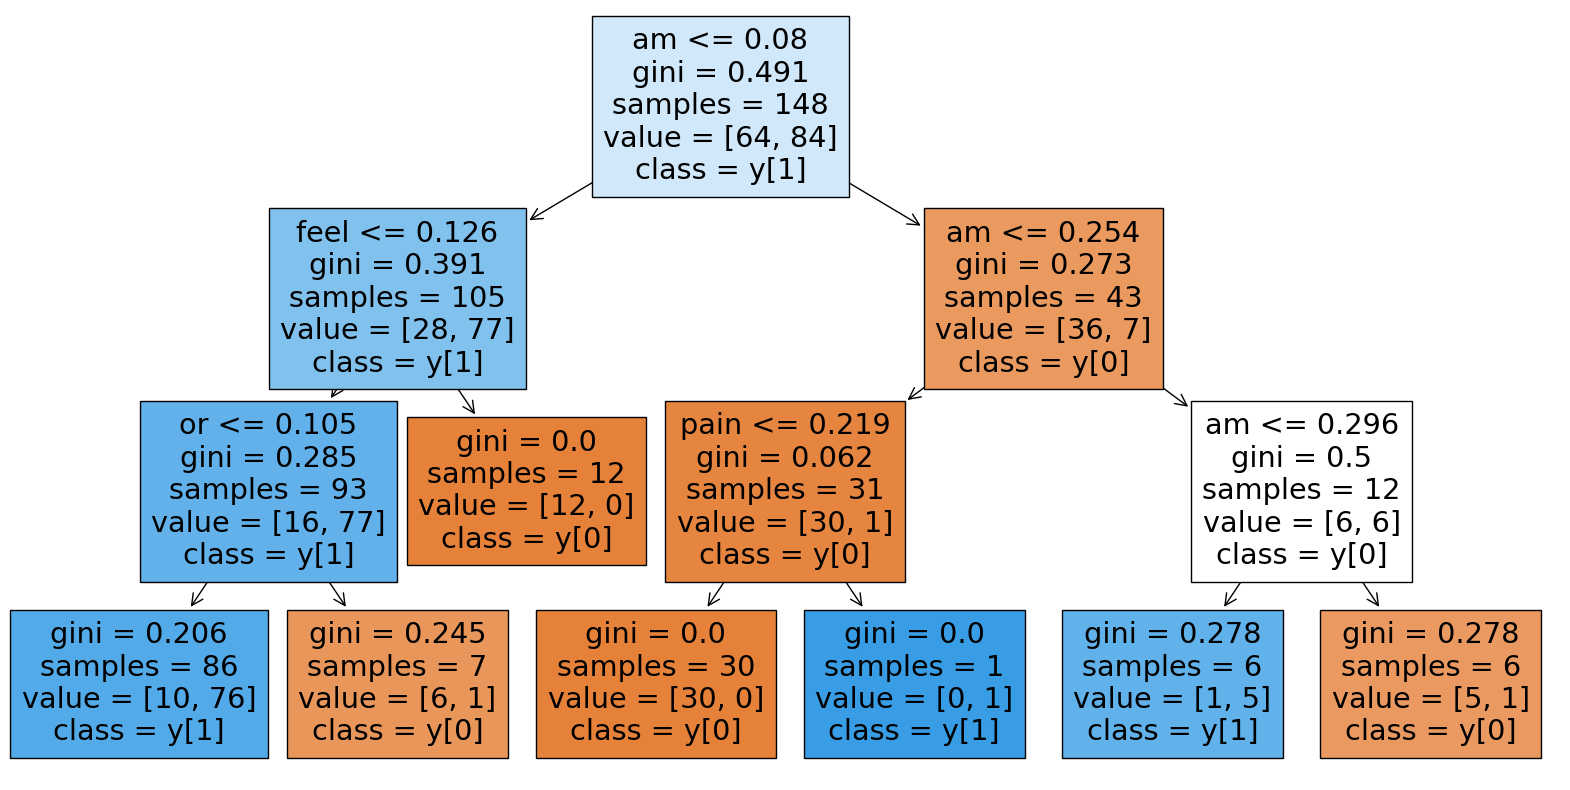 am <= 0.08
gini = 0.491
samples = 148
value = [64, 84]
class = y[1]
feel <= 0.126
gini = 0.391
samples = 105
value = [28, 77]
class = y[1]
am <= 0.254
gini = 0.273
samples = 43
value = [36, 7]
class = y[0]
or <= 0.105
gini = 0.285
samples = 93
value = [16, 77]
class = y[1]
gini = 0.0
samples = 12
value = [12, 0]
class = y[0]
pain <= 0.219
gini = 0.062
samples = 31
value = [30, 1]
class = y[0]
am <= 0.296
gini = 0.5
samples = 12
value = [6, 6]
class = y[0]
gini = 0.206
samples = 86
value = [10, 76]
class = y[1]
gini = 0.245
samples = 7
value = [6, 1]
class = y[0]
gini = 0.0
samples = 30
value = [30, 0]
class = y[0]
gini = 0.0
samples = 1
value = [0, 1]
class = y[1]
gini = 0.278
samples = 6
value = [1, 5]
class = y[1]
gini = 0.278
samples = 6
value = [5, 1]
class = y[0]